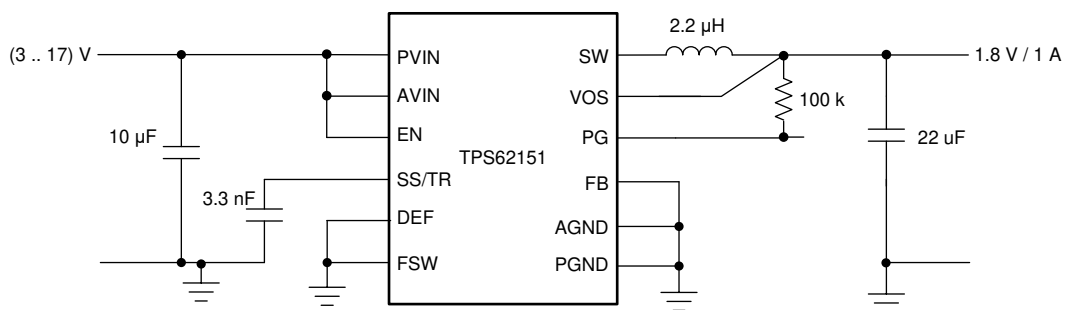 2.2 µH
(3 .. 17) V
PVIN
SW
1.8 V / 1 A
AVIN
VOS
100 k
10 µF
EN
PG
22 uF
TPS62151
3.3 nF
SS/TR
FB
DEF
AGND
FSW
PGND